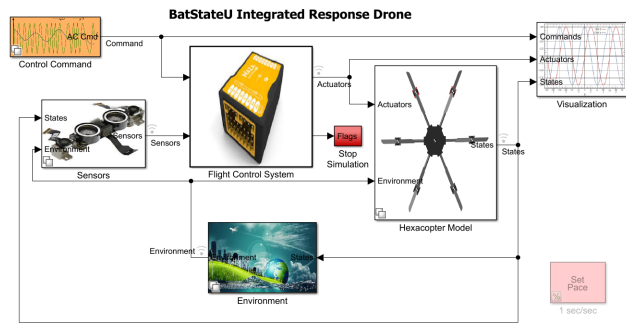 BatStateU Integrated Response Drone
AC Cmd
Command
Control Command
Commands
Actuators
States
Visualization
Actuators
States
Environment
Sensors
Sensors
Sensors
Flight Control System
Flags
Stop
Simulation
Actuators
Environment
States
States
Hexacopter Model
Environment
Environment
States
Environment
Set
Pace
1 sec/sec